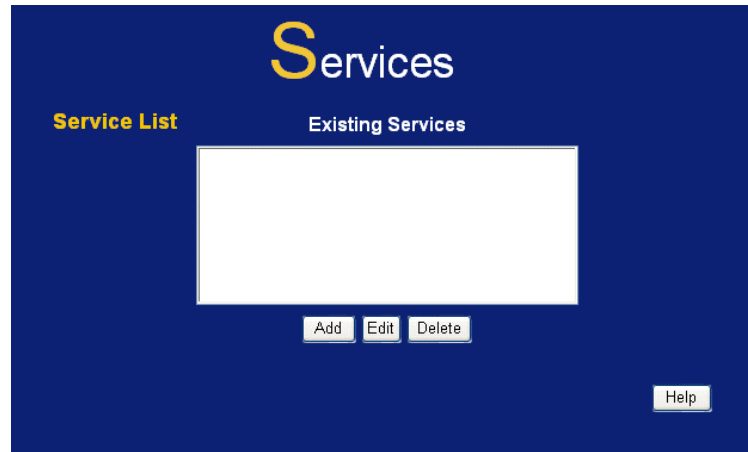 Services
Service List
Existing Services
Add Edit Delete
Help